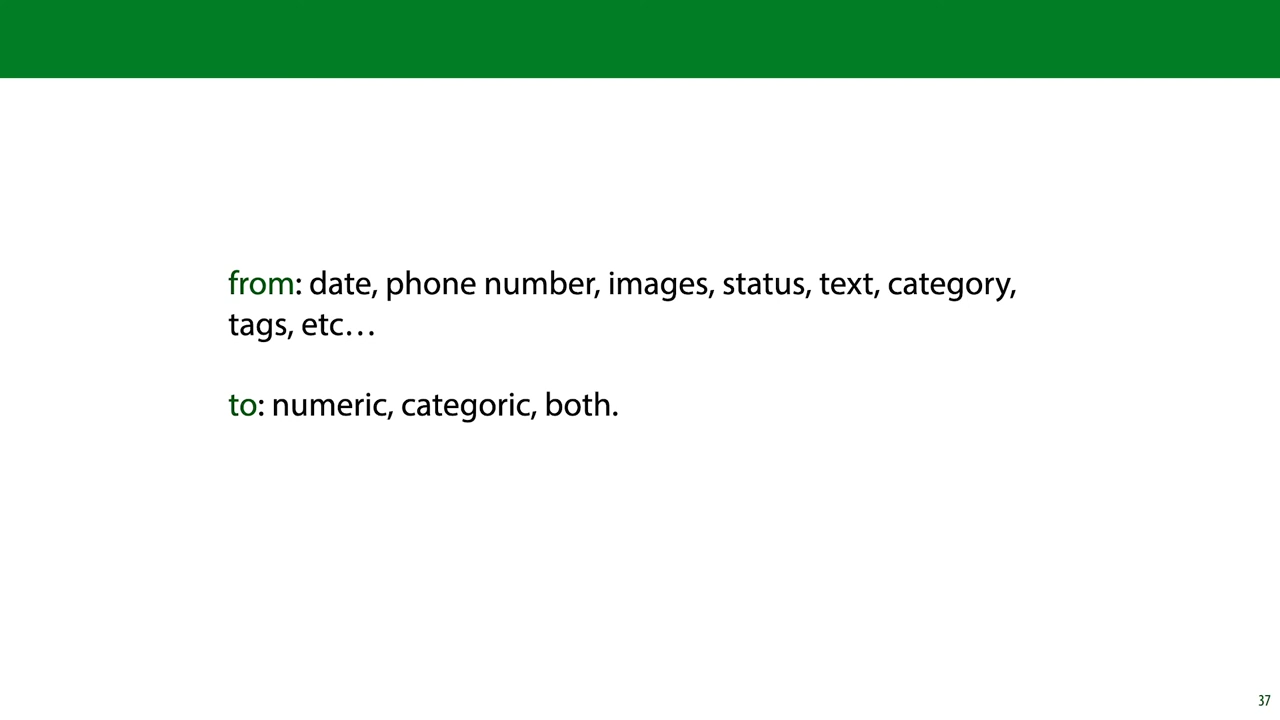 from: date, phone number, images, status, text, category,
tags, etc…
to: numeric, categoric, both.
37